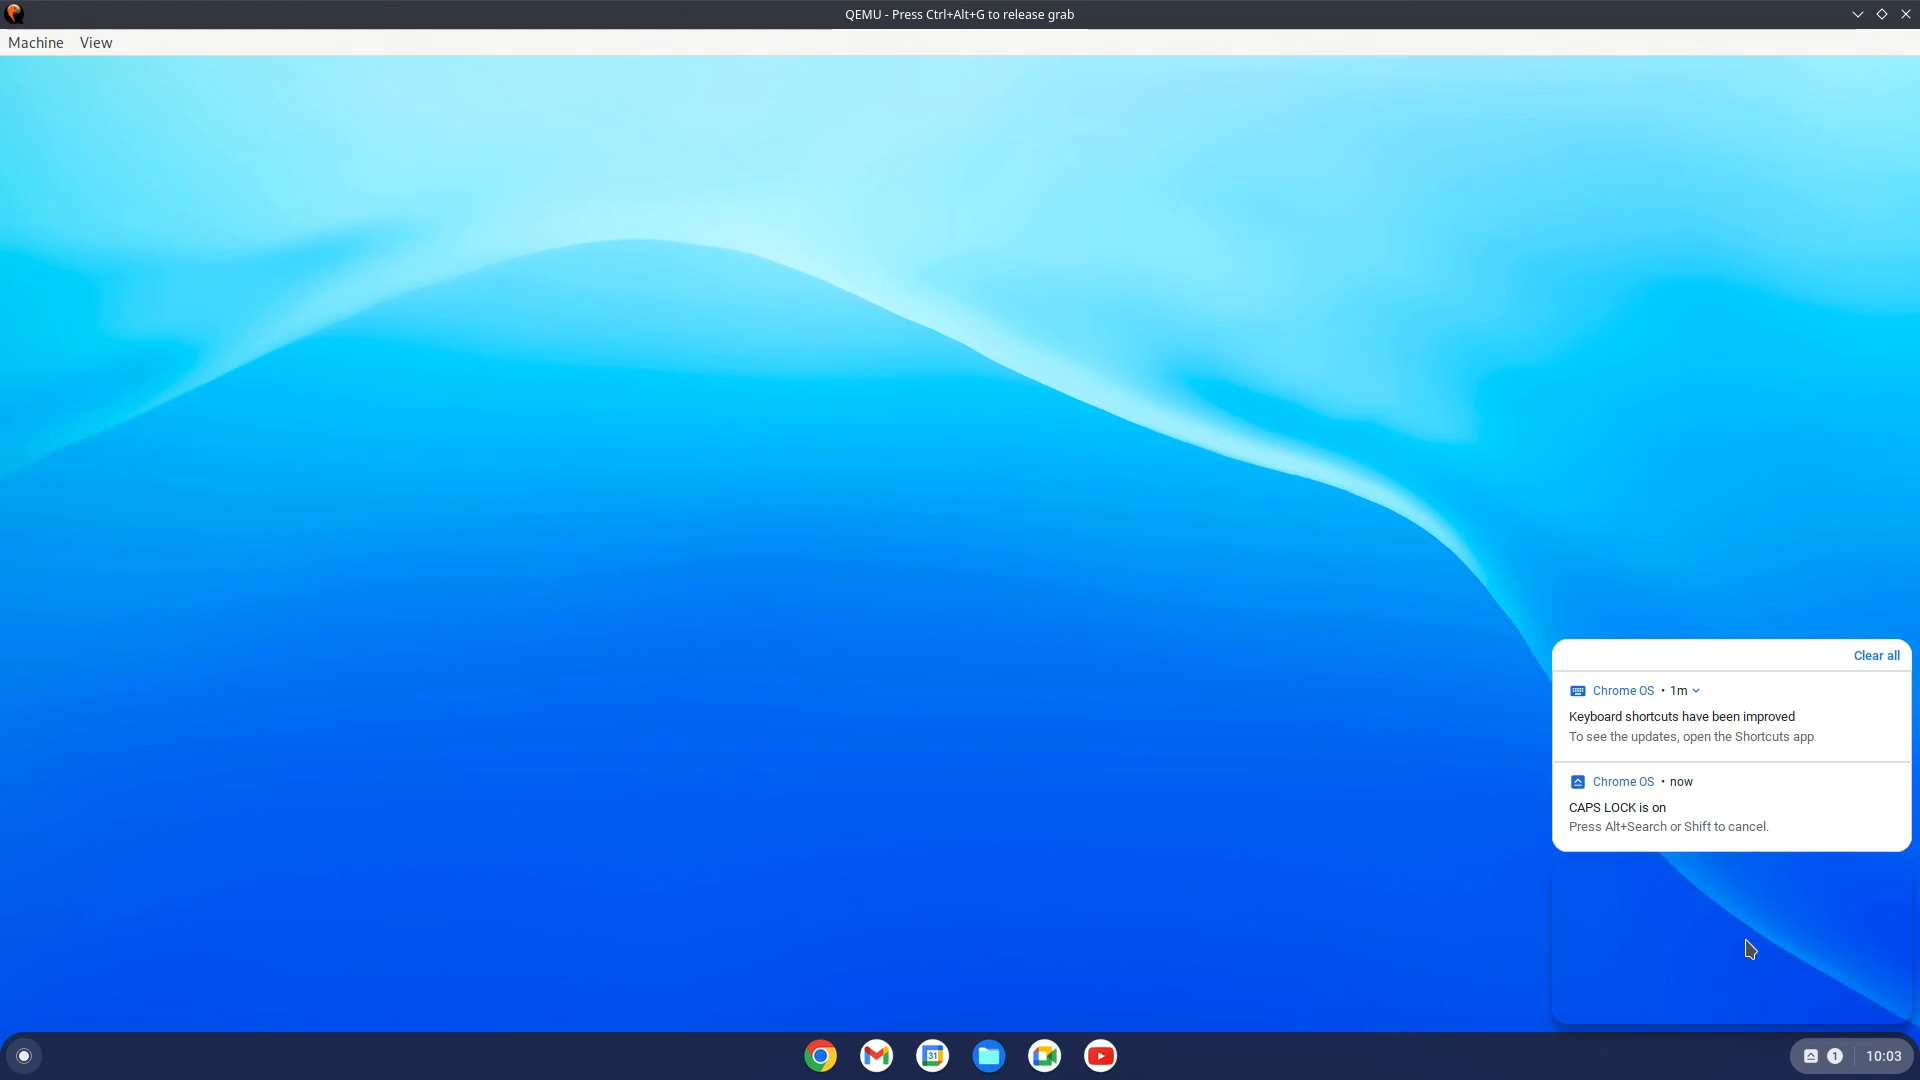 QEMU - Press Ctrl+Alt+G to release grab
Machine View
Clear all
Chrome OS • 1m
Keyboard shortcuts have been improved
To see the updates, open the Shortcuts app
Chrome OS • now
CAPS LOCK is on
Press Alt+Search or Shift to cancel.
31
1 10:03